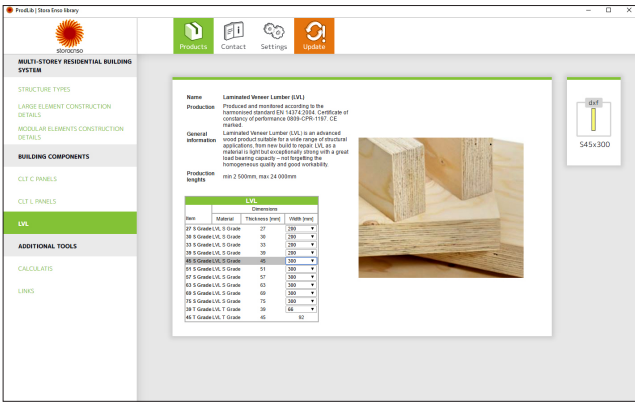 ProdLib | Stora Enso library
storaenso
Products
Contact
Settings
Update
MULTI-STOREY RESIDENTIAL BUILDING
SYSTEM
STRUCTURE TYPES
LARGE ELEMENT CONSTRUCTION
DETAILS
MODULAR ELEMENTS CONSTRUCTION
DETAILS
BUILDING COMPONENTS
CLT C PANELS
CLT L PANELS
LVL
ADDITIONAL TOOLS
CALCULATIS
LINKS
Name Laminated Veneer Lumber (LVL)
Production Produced and monitored according to the
harmonised standard EN 14374:2004. Certificate of
constancy of performance 0809-CPR-1187. CE
marked.
General Laminated Veneer Lumber (LVL) is an advanced
information wood product suitable for a wide range of structural
applications, from new build to repair. LVL as a
material is light but exceptionally strong with a great
load bearing capacity – not forgetting the
homogeneous quality and good workability.
Production
lenghts min 2 500mm, max 24 000mm
LVL
Dimensions
Item Material Thickness [mm] Width [mm]
27 S Grade LVL S Grade 27 200
30 S Grade LVL S Grade 30 200
33 S Grade LVL S Grade 33 200
39 S Grade LVL S Grade 39 200
45 S Grade LVL S Grade 45 300
51 S Grade LVL S Grade 51 300
57 S Grade LVL S Grade 57 300
63 S Grade LVL S Grade 63 300
69 S Grade LVL S Grade 69 300
75 S Grade LVL S Grade 75 300
39 T Grade LVL T Grade 39 66
45 T Grade LVL T Grade 45 92
dxf
S45x300